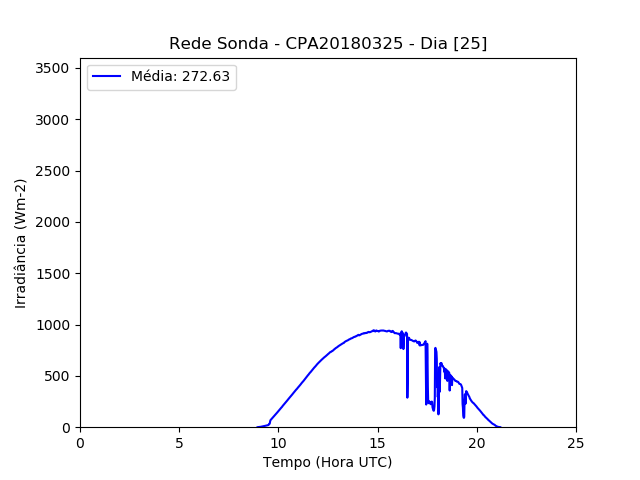 Rede Sonda - CPA20180325 - Dia [25]
Média: 272.63
3500
3000
2500
2000
1500
1000
500
0
Irradiância (Wm-2)
0 5 10 15 20 25
Tempo (Hora UTC)